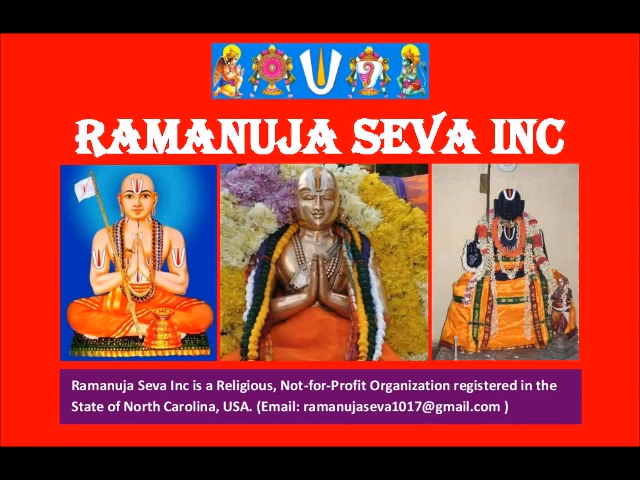 RAMANUJA SEVA INC
Ramanuja Seva Inc is a Religious, Not-for-Profit Organization registered in the
State of North Carolina, USA. (Email: ramanujaseva1017@gmail.com )